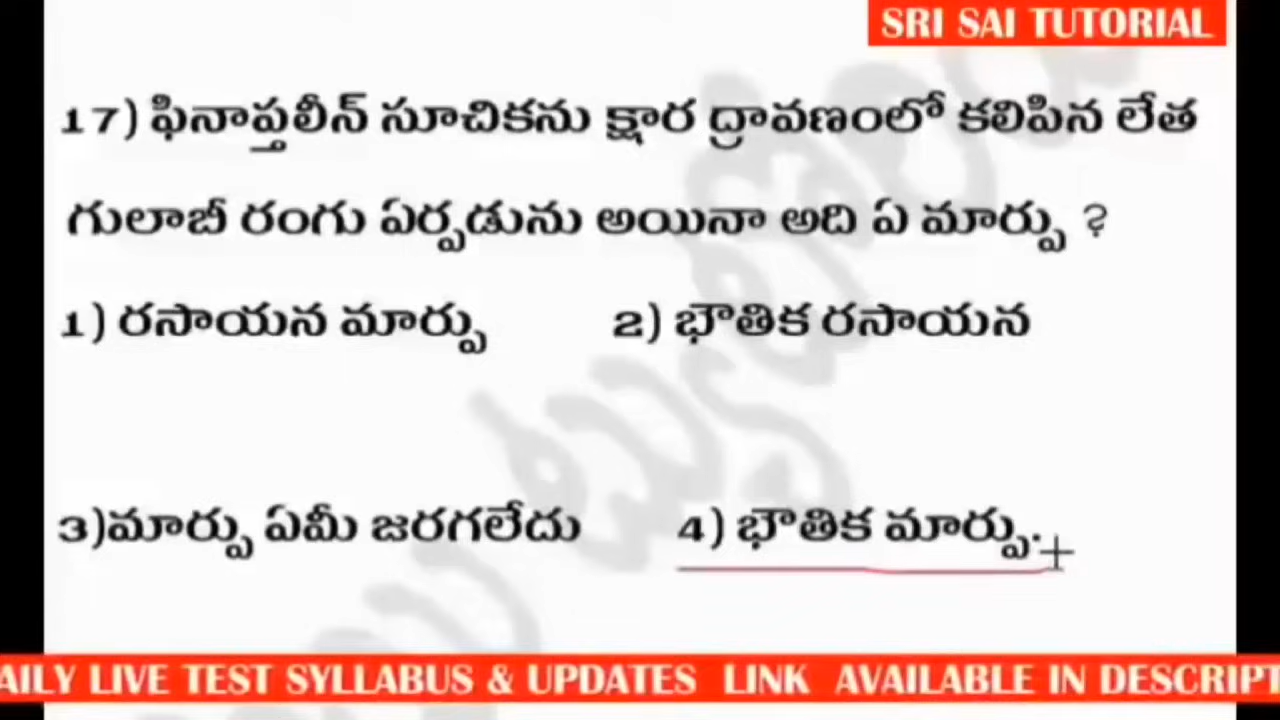 SRI SAI TUTORIAL
17) ఫినాప్తలీన్ సూచికను క్షార ద్రావణంలో కలిపిన లేత
గులాబీ రంగు ఏర్పడును అయినా అది ఏ మార్పు ?
1) రసాయన మార్పు 2) భౌతిక రసాయన
3)మార్పు ఏమీ జరగలేదు 4) భౌతిక మార్పు.
AILY LIVE TEST SYLLABUS & UPDATES LINK AVAILABLE IN DESCRIPT